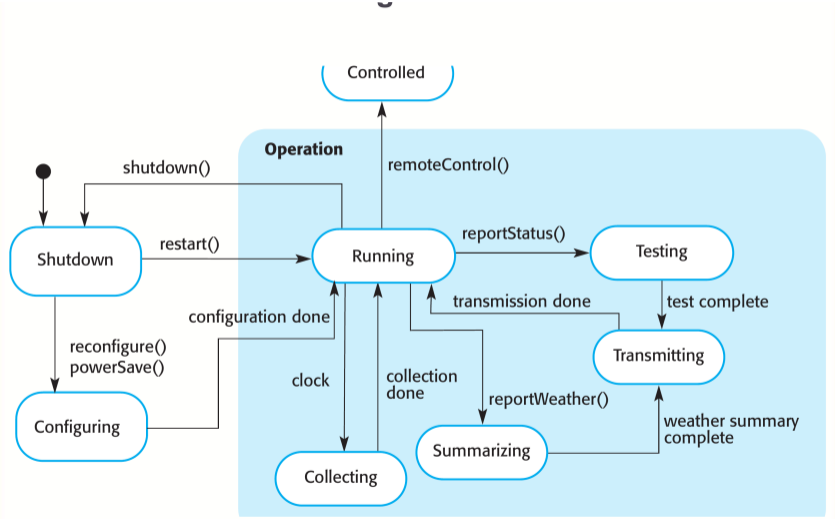 Controlled
Operation
shutdown()
remoteControl()
reportStatus()
Shutdown
restart()
Running
Testing
configuration done
transmission done
test complete
reconfigure()
powerSave()
Transmitting
clock
collection
done
reportWeather()
Configuring
weather summary
complete
Summarizing
Collecting